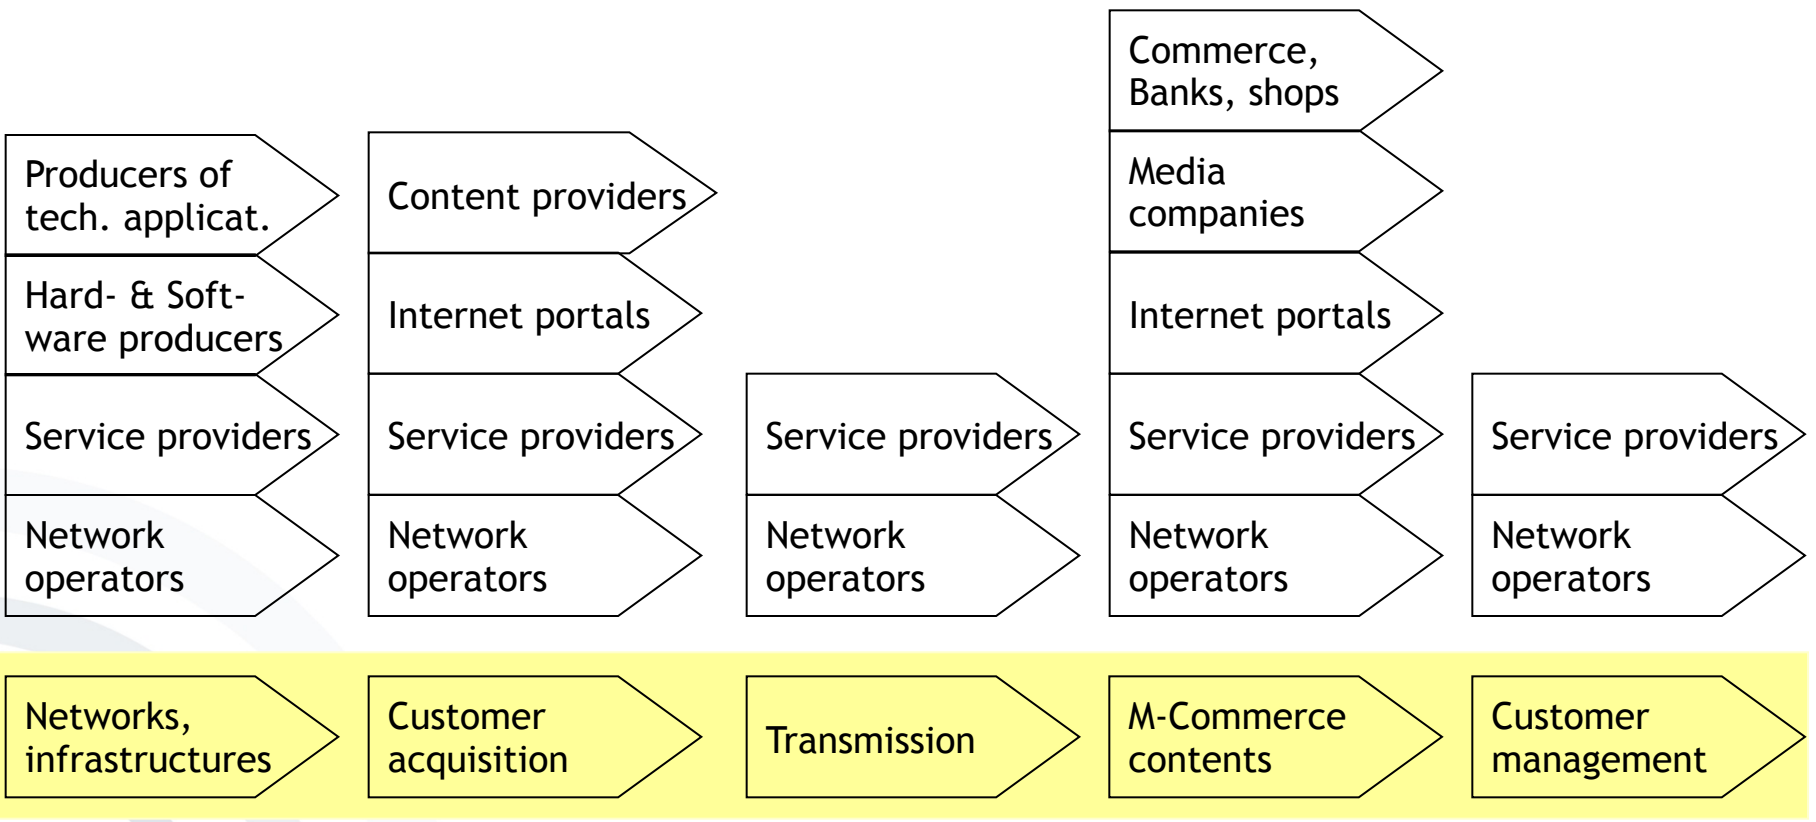 Commerce,
Banks, shops
Producers of
tech. applicat.
Content providers
Media
companies
Hard- & Soft-
ware producers
Internet portals
Internet portals
Service providers
Service providers
Service providers
Service providers
Service providers
Network
operators
Network
operators
Network
operators
Network
operators
Network
operators
Networks,
infrastructures
Customer
acquisition
Transmission
M-Commerce
contents
Customer
management